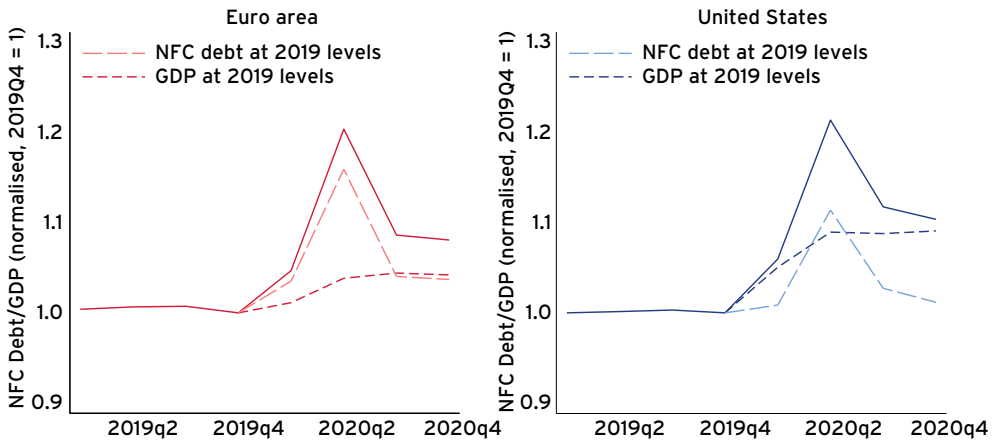 Euro area
NFC Debt/GDP (normalised, 2019Q4 = 1)
1.3
1.2
1.1
1.0
0.9
NFC debt at 2019 levels
GDP at 2019 levels
2019q2 2019q4 2020q2 2020q4
United States
NFC Debt/GDP (normalised, 2019Q4 = 1)
1.3
1.2
1.1
1.0
0.9
NFC debt at 2019 levels
GDP at 2019 levels
2019q2 2019q4 2020q2 2020q4